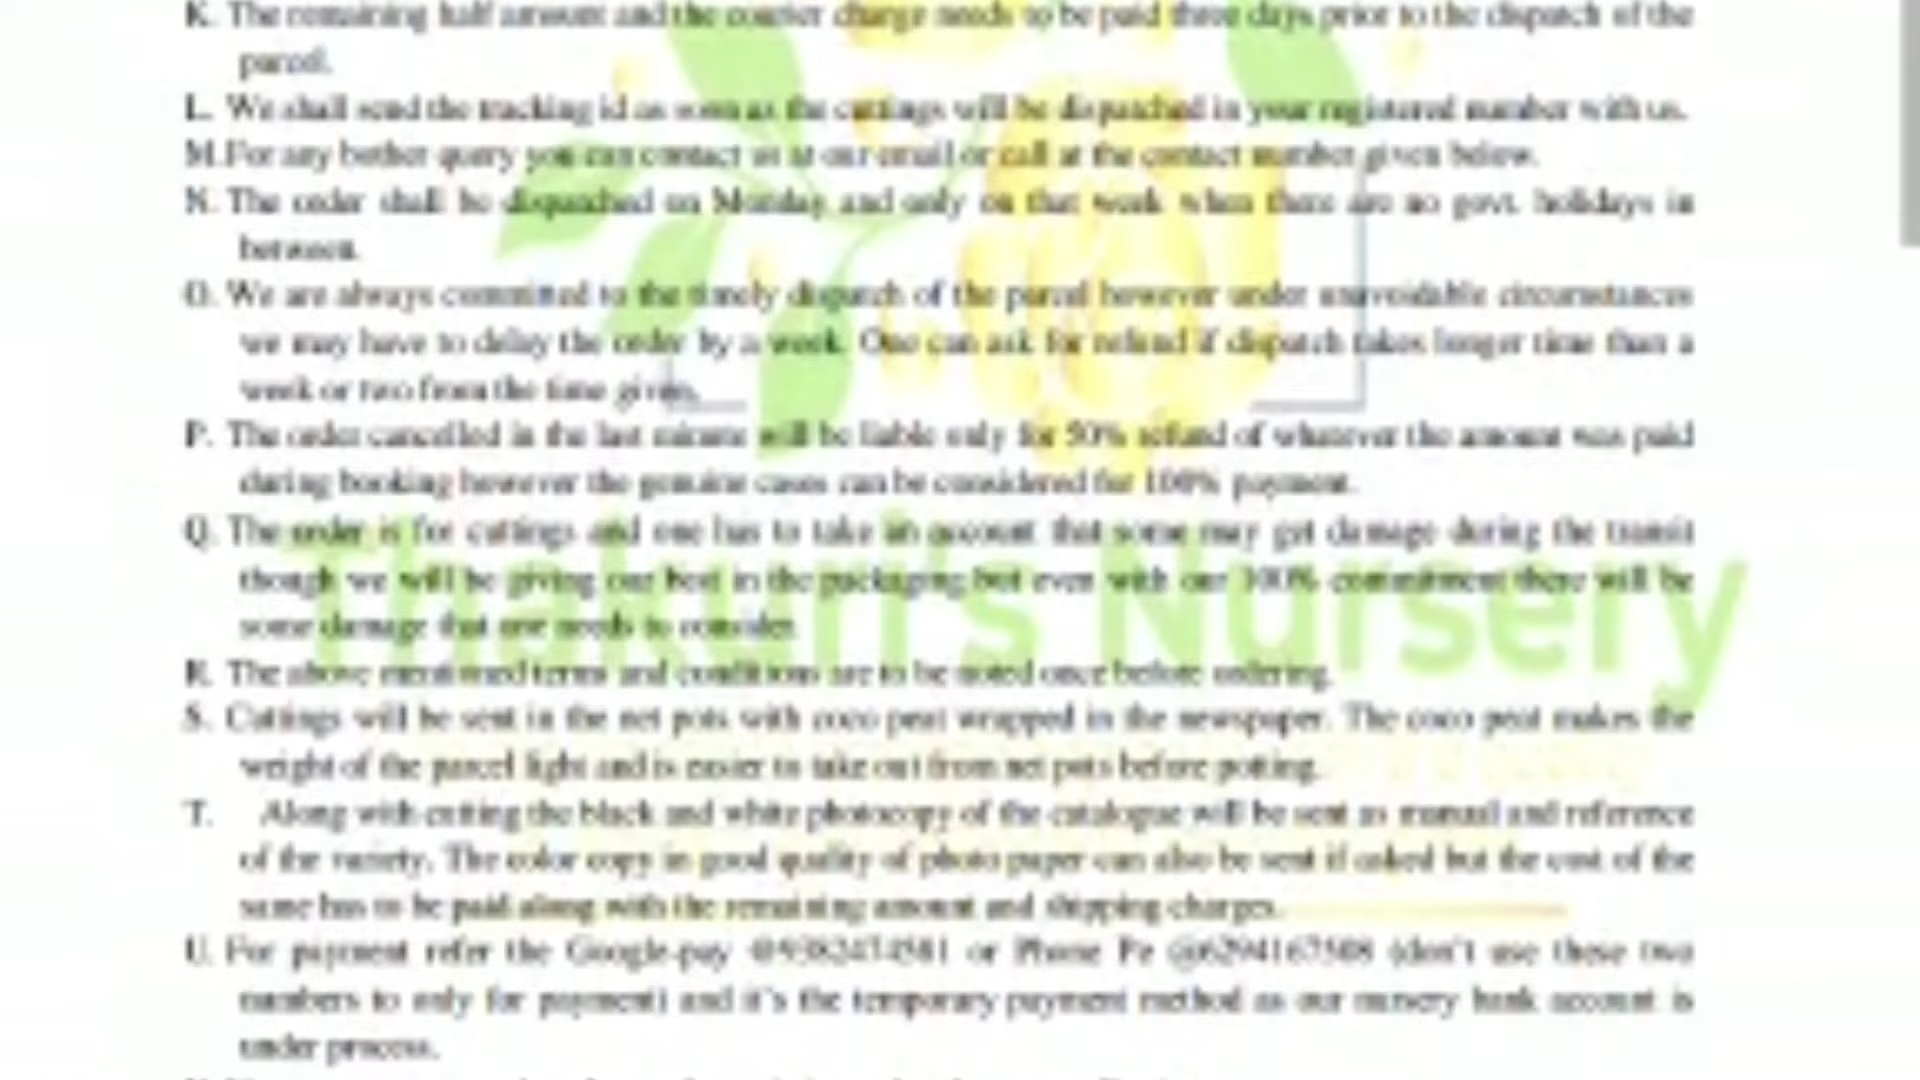 K. The remaining half amount and the courier charge needs to be paid three days prior to the dispatch of the
parcel.
L. We shall send the tracking id as soon as the cuttings will be dispatched in your registered number with us.
M.For any bother query you can contact us at our email or call at the contact number given below.
N. The order shall be dispatched on Monday and only on that week when there are no govt. holidays in
between.
O. We are always committed to the timely dispatch of the parcel however under unavoidable circumstances
we may have to delay the order by a week. One can ask for refund if dispatch takes longer time than a
week or two from the time given.
P. The order cancelled in the last minute will be liable only for 50% refund of whatever the amount was paid
during booking however the genuine cases can be considered for 100% payment.
Q. The order is for cuttings and one has to take in account that some may get damage during the transit
though we will be giving our best in the packaging but even with our 100% commitment there will be
some damage that one needs to consider.
Thakuri's Nursery
R. The above mentioned terms and conditions are to be noted once before ordering.
S. Cuttings will be sent in the net pots with coco peat wrapped in the newspaper. The coco peat makes the
weight of the parcel light and is easier to take out from net pots before potting.
T. Along with cutting the black and white photocopy of the catalogue will be sent as manual and reference
of the variety. The color copy in good quality of photo paper can also be sent if asked but the cost of the
same has to be paid along with the remaining amount and shipping charges.
U. For payment refer the Google-pay or Phone Pe (don't use these two
numbers to only for payment) and it's the temporary payment method as our nursery bank account is
under process.